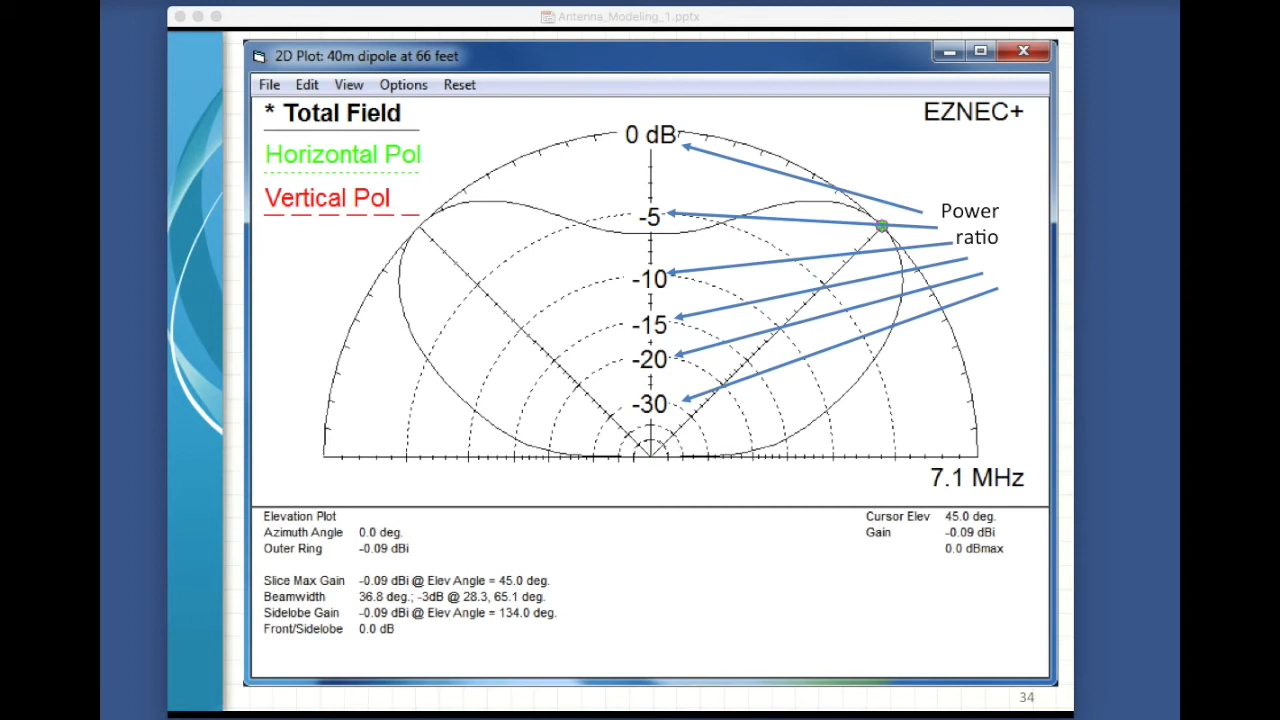 Antenna_Modeling_1.pptx
2D Plot: 40m dipole at 66 feet
File Edit View Options Reset
* Total Field
EZNEC+
0 dB
Horizontal Pol
Vertical Pol
-5
Power
ratio
-10
-15
-20
-30
7.1 MHz
Elevation Plot
Azimuth Angle 0.0 deg.
Outer Ring -0.09 dBi
Cursor Elev 45.0 deg.
Gain -0.09 dBi
0.0 dBmax
Slice Max Gain -0.09 dBi @ Elev Angle = 45.0 deg.
Beamwidth 36.8 deg.; -3dB @ 28.3, 65.1 deg.
Sidelobe Gain -0.09 dBi @ Elev Angle = 134.0 deg.
Front/Sidelobe 0.0 dB
34